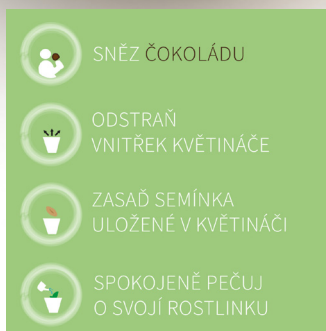 SNĚZ ČOKOLÁDU
ODSTRAŇ
VNITŘEK KVĚTINÁČE
ZASAĎ SEMÍNKA
ULOŽENÉ V KVĚTINÁČI
SPOKOJENĚ PEČUJ
O SVOJÍ ROSTLINKU